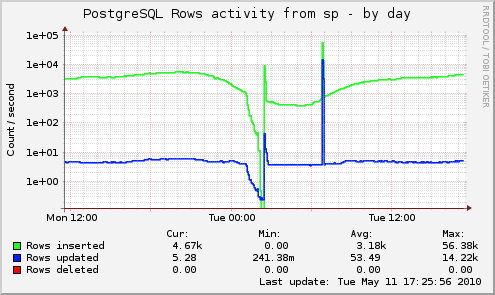 PostgreSQL Rows activity from sp - by day
RRDTOOL / TOBI OETIKER
Count / second
1e+05
1e+04
1e+03
1e+02
1e+01
1e+00
Mon 12:00 Tue 00:00 Tue 12:00
Cur: Min: Avg: Max:
Rows inserted 4.67k 0.00 3.18k 56.38k
Rows updated 5.28 241.38m 53.49 14.22k
Rows deleted 0.00 0.00 0.00 0.00
Last update: Tue May 11 17:25:56 2010